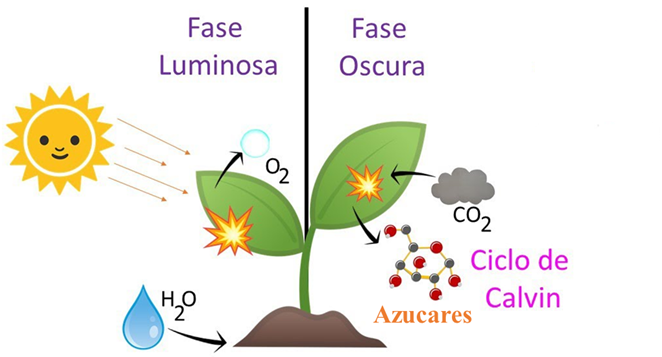 Fase
Luminosa
Fase
Oscura
O₂
CO₂
H₂O
Ciclo de
Calvin
Azucares